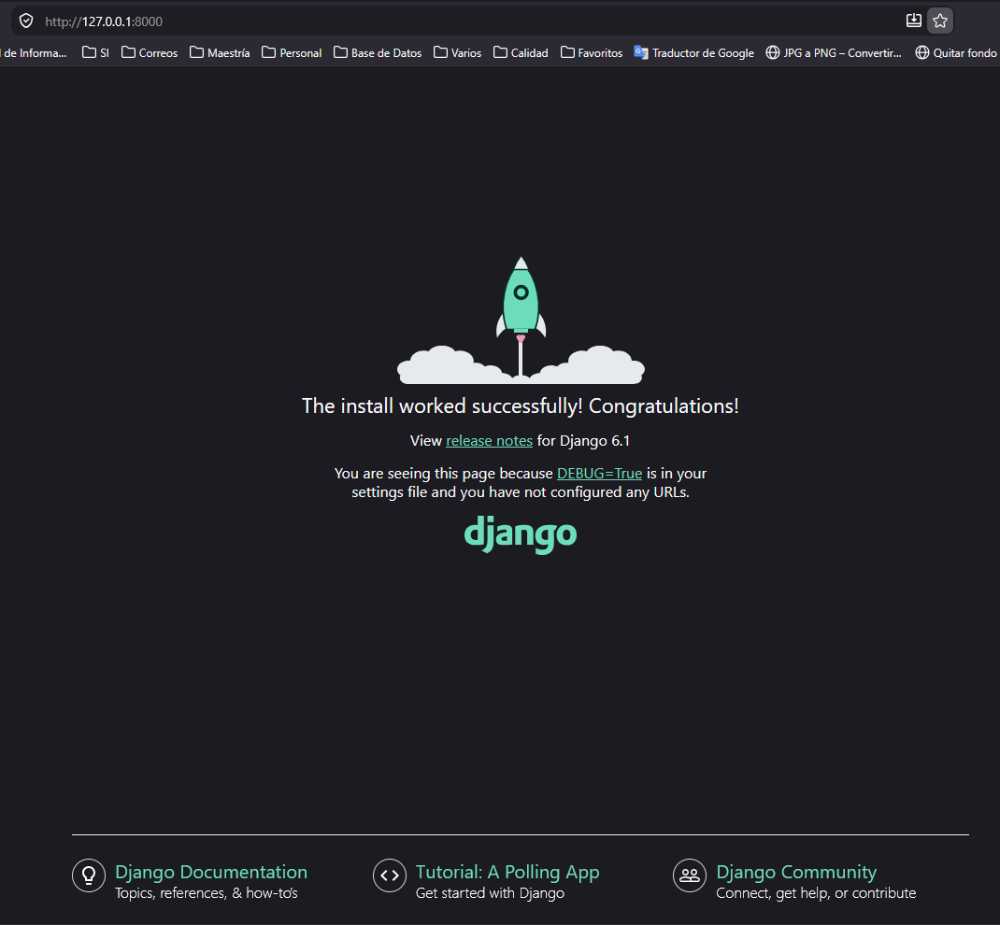 http://127.0.0.1:8000
l de Informa... SI Correos Maestría Personal Base de Datos Varios Calidad Favoritos Traductor de Google JPG a PNG – Convertir... Quitar fondo
The install worked successfully! Congratulations!
View release notes for Django 6.1
You are seeing this page because DEBUG=True is in your
settings file and you have not configured any URLs.
django
Django Documentation
Topics, references, & how-to's
Tutorial: A Polling App
Get started with Django
Django Community
Connect, get help, or contribute